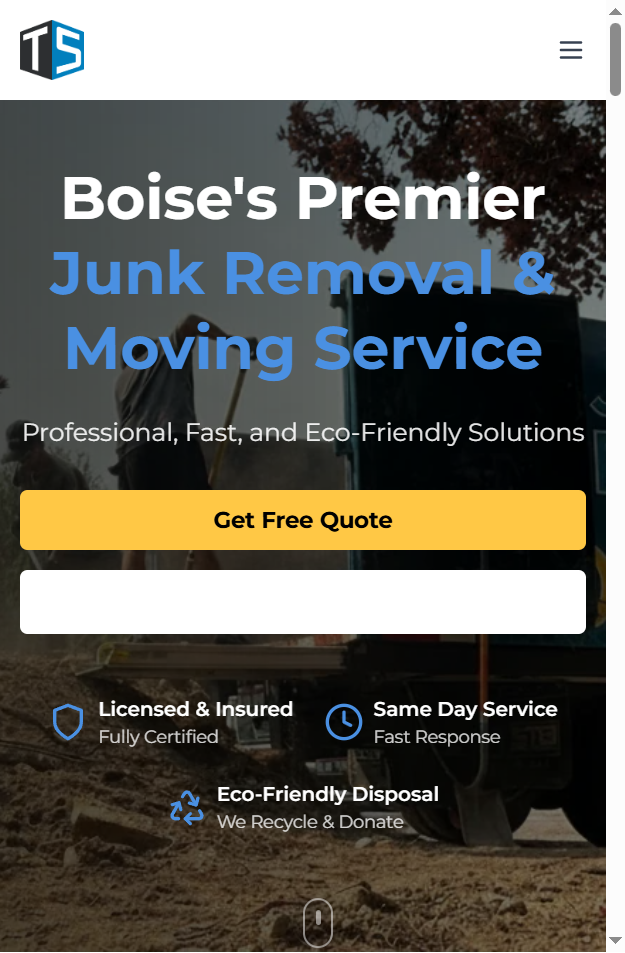 TS
Boise's Premier
Junk Removal &
Moving Service
Professional, Fast, and Eco-Friendly Solutions
Get Free Quote
Licensed & Insured
Fully Certified
Same Day Service
Fast Response
Eco-Friendly Disposal
We Recycle & Donate